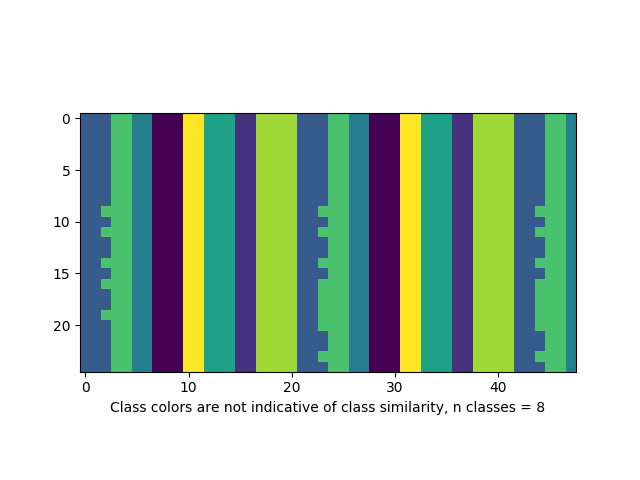 0
5
10
15
20
0 10 20 30 40
Class colors are not indicative of class similarity, n classes = 8